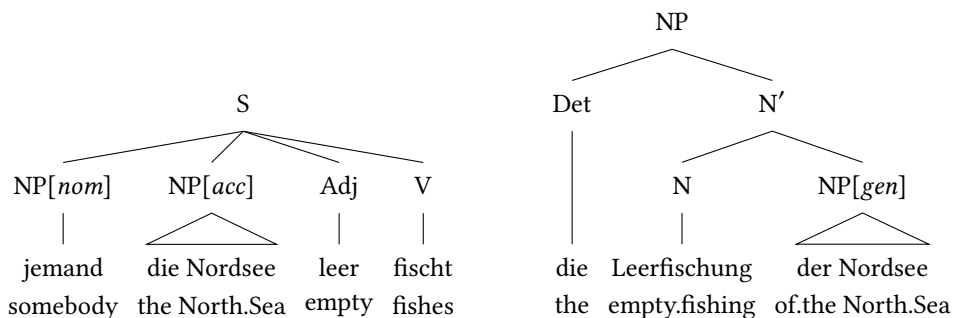 NP
S Det N′
NP[nom] NP[acc] Adj V N NP[gen]
jemand die Nordsee leer fischt die Leerfischung der Nordsee
somebody the North.Sea empty fishes the empty.fishing of.the North.Sea